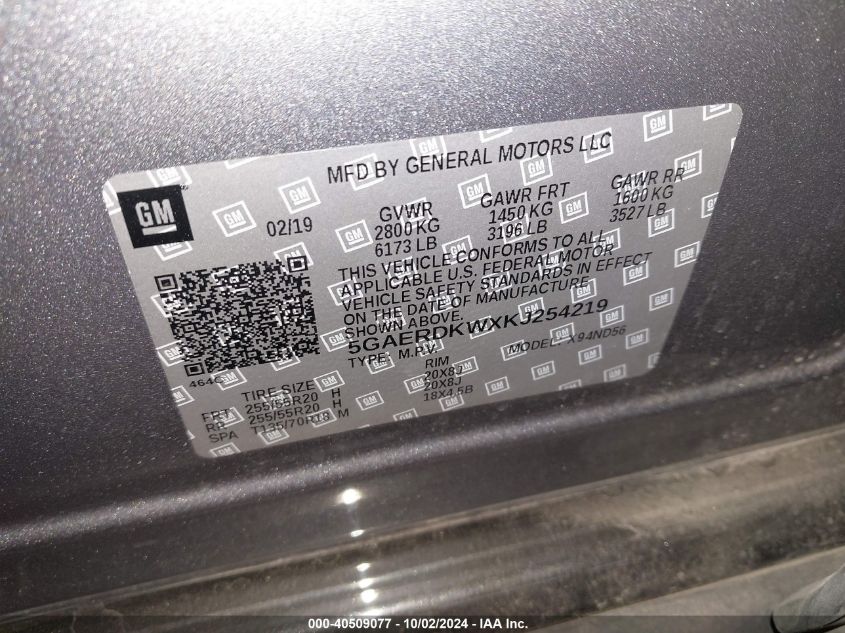 MFD BY GENERAL MOTORS LLC
GM
02/19
GVWR
2800 KG
6173 LB
GAWR FRT
1450 KG
3196 LB
GAWR RR
1600 KG
3527 LB
THIS VEHICLE CONFORMS TO ALL
APPLICABLE U.S. FEDERAL MOTOR
VEHICLE SAFETY STANDARDS IN EFFECT
ON THE DATE OF MANUFACTURE
SHOWN ABOVE.
5GAERDKWXKJ254219
TYPE: M.P.V. MODEL: X94ND56
TIRE SIZE RIM
FRT 255/55R20 H 20X8J
RR 255/55R20 H 20X8J
SPA T135/70R18 M 18X4.5B
000-40509077 - 10/02/2024 - IAA Inc.